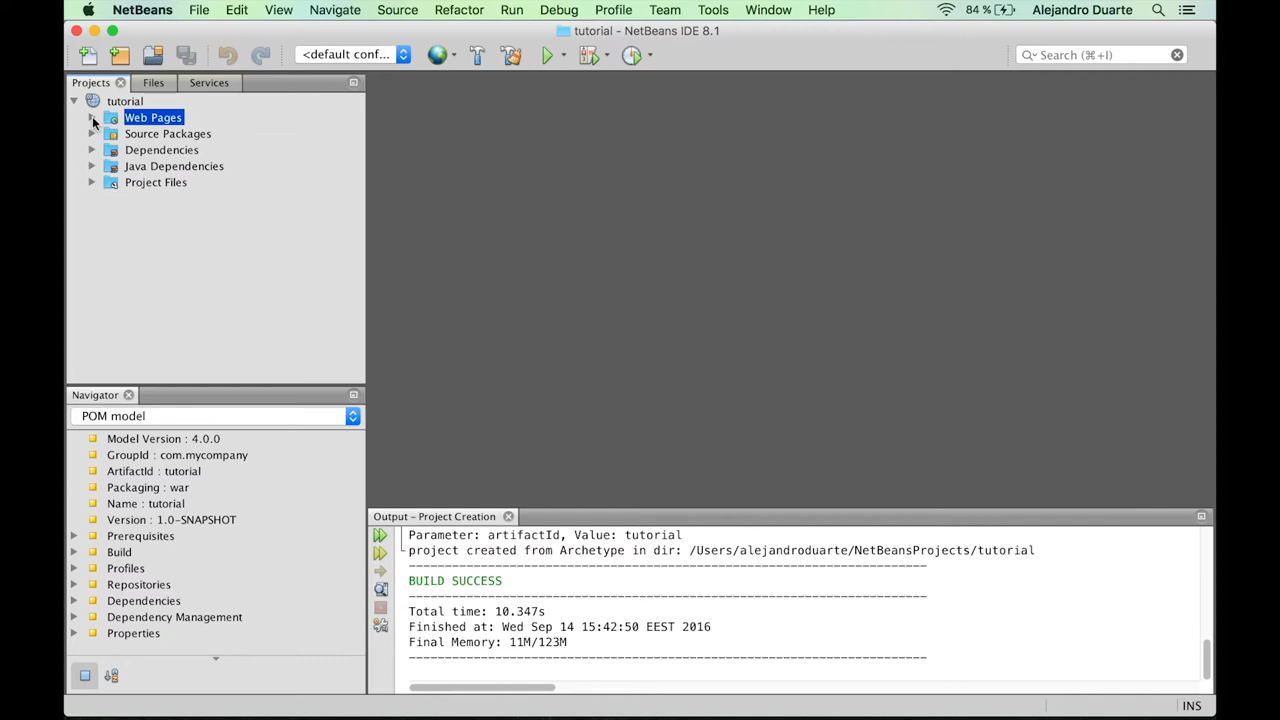 NetBeans File Edit View Navigate Source Refactor Run Debug Profile Team Tools Window Help 84 % Alejandro Duarte
tutorial - NetBeans IDE 8.1
<default conf... Search (⌘+I)
Projects Files Services
tutorial
Web Pages
Source Packages
Dependencies
Java Dependencies
Project Files
Navigator
POM model
Model Version : 4.0.0
GroupId : com.mycompany
ArtifactId : tutorial
Packaging : war
Name : tutorial
Version : 1.0-SNAPSHOT
Prerequisites
Build
Profiles
Repositories
Dependencies
Dependency Management
Properties
Output – Project Creation
Parameter: artifactId, Value: tutorial
project created from Archetype in dir: /Users/alejandroduarte/NetBeansProjects/tutorial
------------------------------------------------------------------------
BUILD SUCCESS
------------------------------------------------------------------------
Total time: 10.347s
Finished at: Wed Sep 14 15:42:50 EEST 2016
Final Memory: 11M/123M
------------------------------------------------------------------------
INS